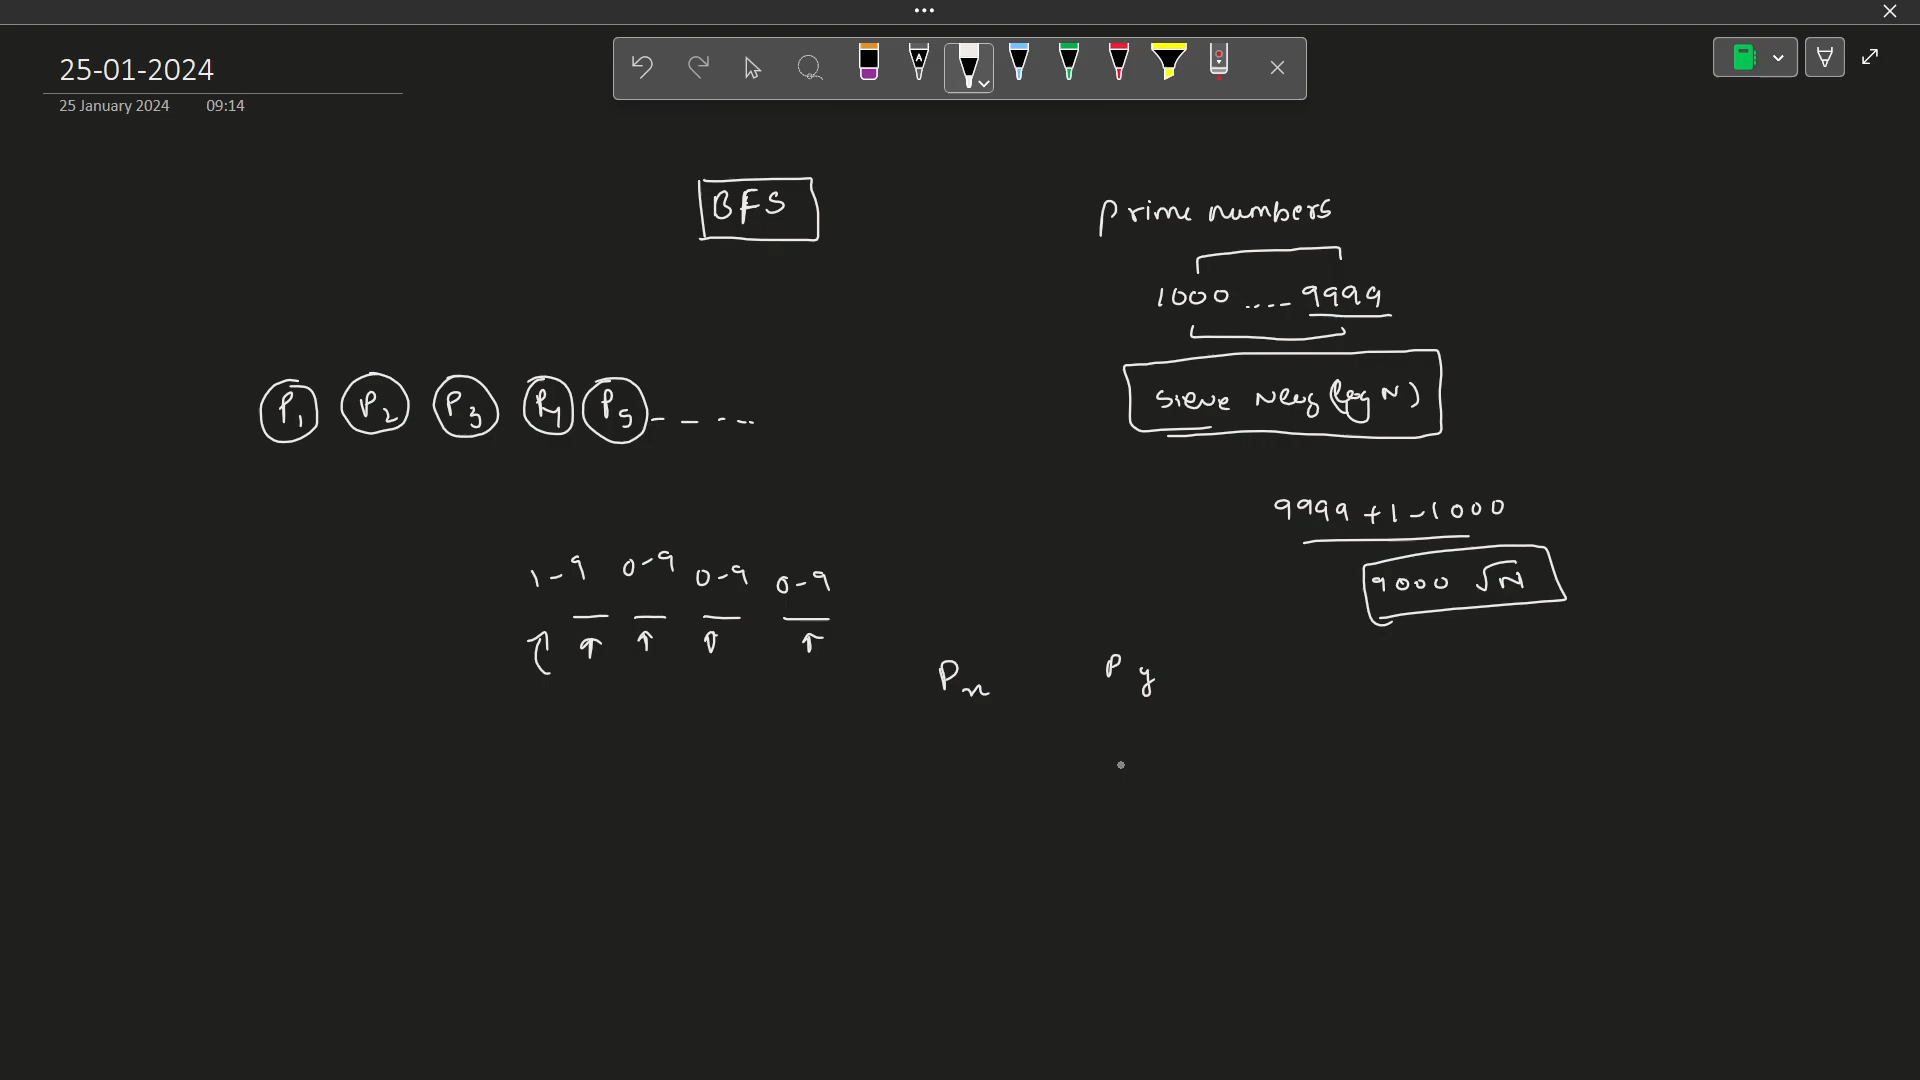 25-01-2024
25 January 2024 09:14
BFS
Prime numbers
1000 ..... 9999
P1 P2 P3 P4 P5 - - - - -
Sieve Nlog(log N)
9999 + 1 - 1000
1-9 0-9 0-9 0-9
9000 √N
Px Py